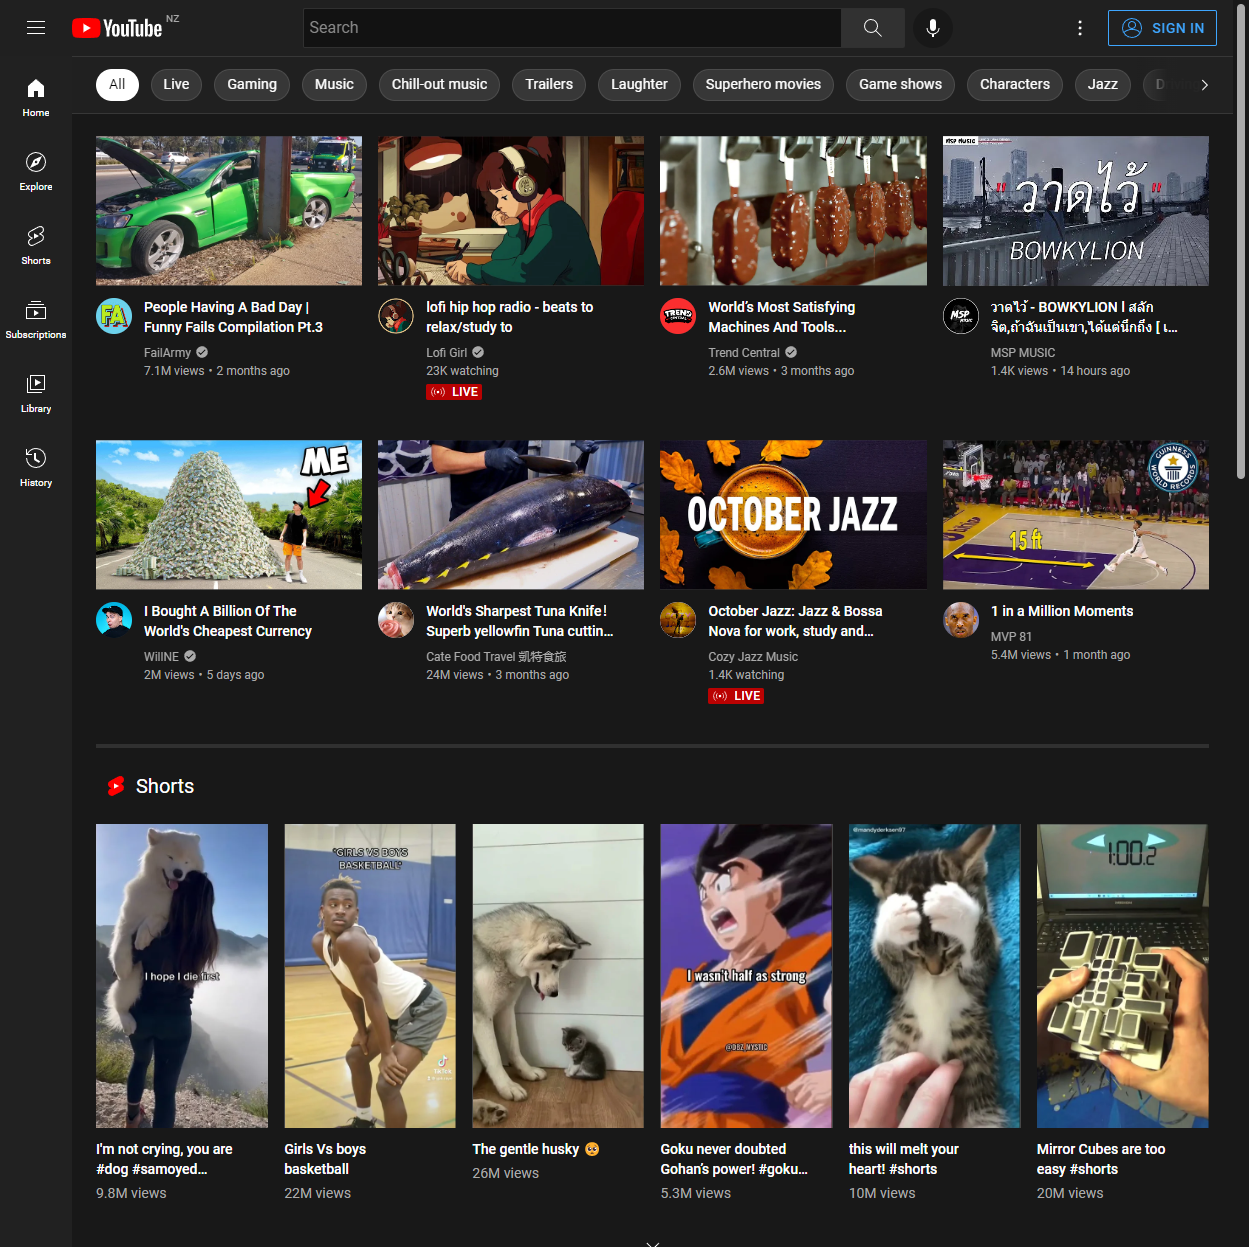 YouTube NZ
Search
SIGN IN
Home
Explore
Shorts
Subscriptions
Library
History
All
Live
Gaming
Music
Chill-out music
Trailers
Laughter
Superhero movies
Game shows
Characters
Jazz
MSP MUSIC
" วาดไว้ "
BOWKYLION
FA
People Having A Bad Day |
Funny Fails Compilation Pt.3
FailArmy
7.1M views • 2 months ago
lofi hip hop radio - beats to
relax/study to
Lofi Girl
23K watching
LIVE
TREND
CENTRAL
World's Most Satisfying
Machines And Tools...
Trend Central
2.6M views • 3 months ago
MSP
MUSIC
วาดไว้ - BOWKYLION l สลัก
จิต,ถ้าฉันเป็นเขา,ได้แต่นึกถึง [ เ...
MSP MUSIC
1.4K views • 14 hours ago
ME
OCTOBER JAZZ
GUINNESS
WORLD RECORDS
15 ft
I Bought A Billion Of The
World's Cheapest Currency
WillNE
2M views • 5 days ago
World's Sharpest Tuna Knife!
Superb yellowfin Tuna cuttin...
Cate Food Travel 凱特食旅
24M views • 3 months ago
October Jazz: Jazz & Bossa
Nova for work, study and...
Cozy Jazz Music
1.4K watching
LIVE
1 in a Million Moments
MVP 81
5.4M views • 1 month ago
Shorts
I hope I die first
"GIRLS VS BOYS
BASKETBALL"
TikTok
I wasn't half as strong
@DBZ_MYSTIC
@mandyderksen97
1:00.2
I'm not crying, you are
#dog #samoyed...
9.8M views
Girls Vs boys
basketball
22M views
The gentle husky 🥺
26M views
Goku never doubted
Gohan's power! #goku...
5.3M views
this will melt your
heart! #shorts
10M views
Mirror Cubes are too
easy #shorts
20M views